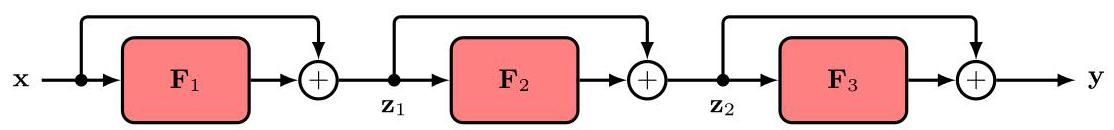 x F₁ + F₂ + F₃ + y
z₁ z₂